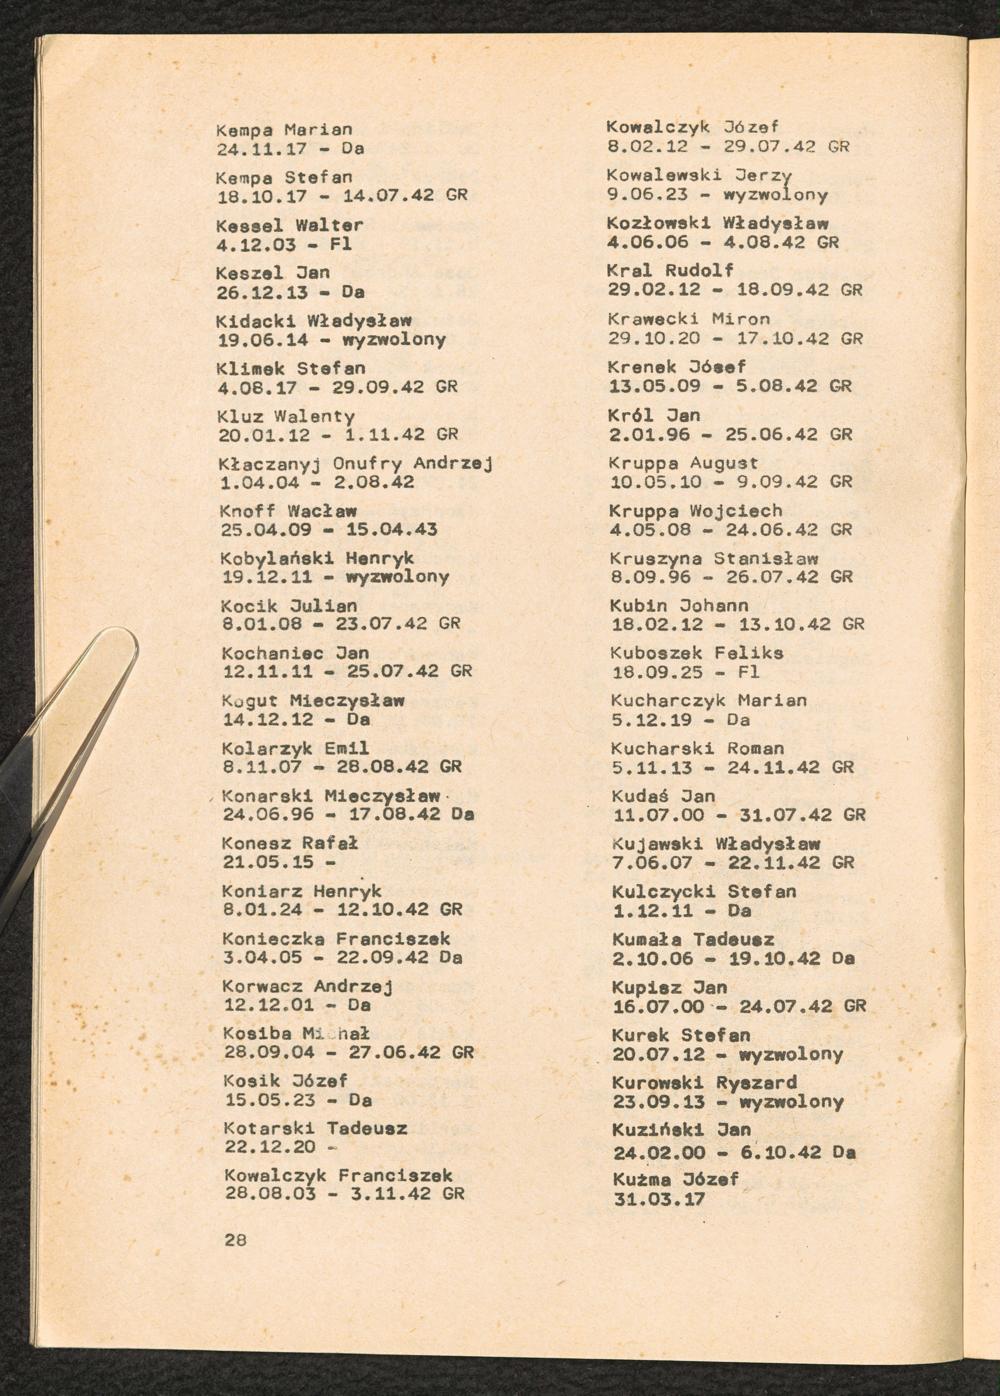 Kempa Marian
24.11.17 - Da
Kempa Stefan
18.10.17 - 14.07.42 GR
Kessel Walter
4.12.03 - Fl
Keszel Jan
26.12.13 - Da
Kidacki Władysław
19.06.14 - wyzwolony
Klimek Stefan
4.08.17 - 29.09.42 GR
Kluz Walenty
20.01.12 - 1.11.42 GR
Kłaczanyj Onufry Andrzej
1.04.04 - 2.08.42
Knoff Wacław
25.04.09 - 15.04.43
Kobylański Henryk
19.12.11 - wyzwolony
Kocik Julian
8.01.08 - 23.07.42 GR
Kochaniec Jan
12.11.11 - 25.07.42 GR
Kogut Mieczysław
14.12.12 - Da
Kolarzyk Emil
8.11.07 - 28.08.42 GR
Konarski Mieczysław
24.06.96 - 17.08.42 Da
Konesz Rafał
21.05.15 -
Koniarz Henryk
8.01.24 - 12.10.42 GR
Konieczka Franciszek
3.04.05 - 22.09.42 Da
Korwacz Andrzej
12.12.01 - Da
Kosiba Michał
28.09.04 - 27.06.42 GR
Kosik Józef
15.05.23 - Da
Kotarski Tadeusz
22.12.20 -
Kowalczyk Franciszek
28.08.03 - 3.11.42 GR
28
Kowalczyk Józef
8.02.12 - 29.07.42 GR
Kowalewski Jerzy
9.06.23 - wyzwolony
Kozłowski Władysław
4.06.06 - 4.08.42 GR
Kral Rudolf
29.02.12 - 18.09.42 GR
Krawecki Miron
29.10.20 - 17.10.42 GR
Krenek Jósef
13.05.09 - 5.08.42 GR
Król Jan
2.01.96 - 25.06.42 GR
Kruppa August
10.05.10 - 9.09.42 GR
Kruppa Wojciech
4.05.08 - 24.06.42 GR
Kruszyna Stanisław
8.09.96 - 26.07.42 GR
Kubin Johann
18.02.12 - 13.10.42 GR
Kuboszek Feliks
18.09.25 - Fl
Kucharczyk Marian
5.12.19 - Da
Kucharski Roman
5.11.13 - 24.11.42 GR
Kudaś Jan
11.07.00 - 31.07.42 GR
Kujawski Władysław
7.06.07 - 22.11.42 GR
Kulczycki Stefan
1.12.11 - Da
Kumała Tadeusz
2.10.06 - 19.10.42 Da
Kupisz Jan
16.07.00 - 24.07.42 GR
Kurek Stefan
20.07.12 - wyzwolony
Kurowski Ryszard
23.09.13 - wyzwolony
Kuziński Jan
24.02.00 - 6.10.42 Da
Kużma Józef
31.03.17